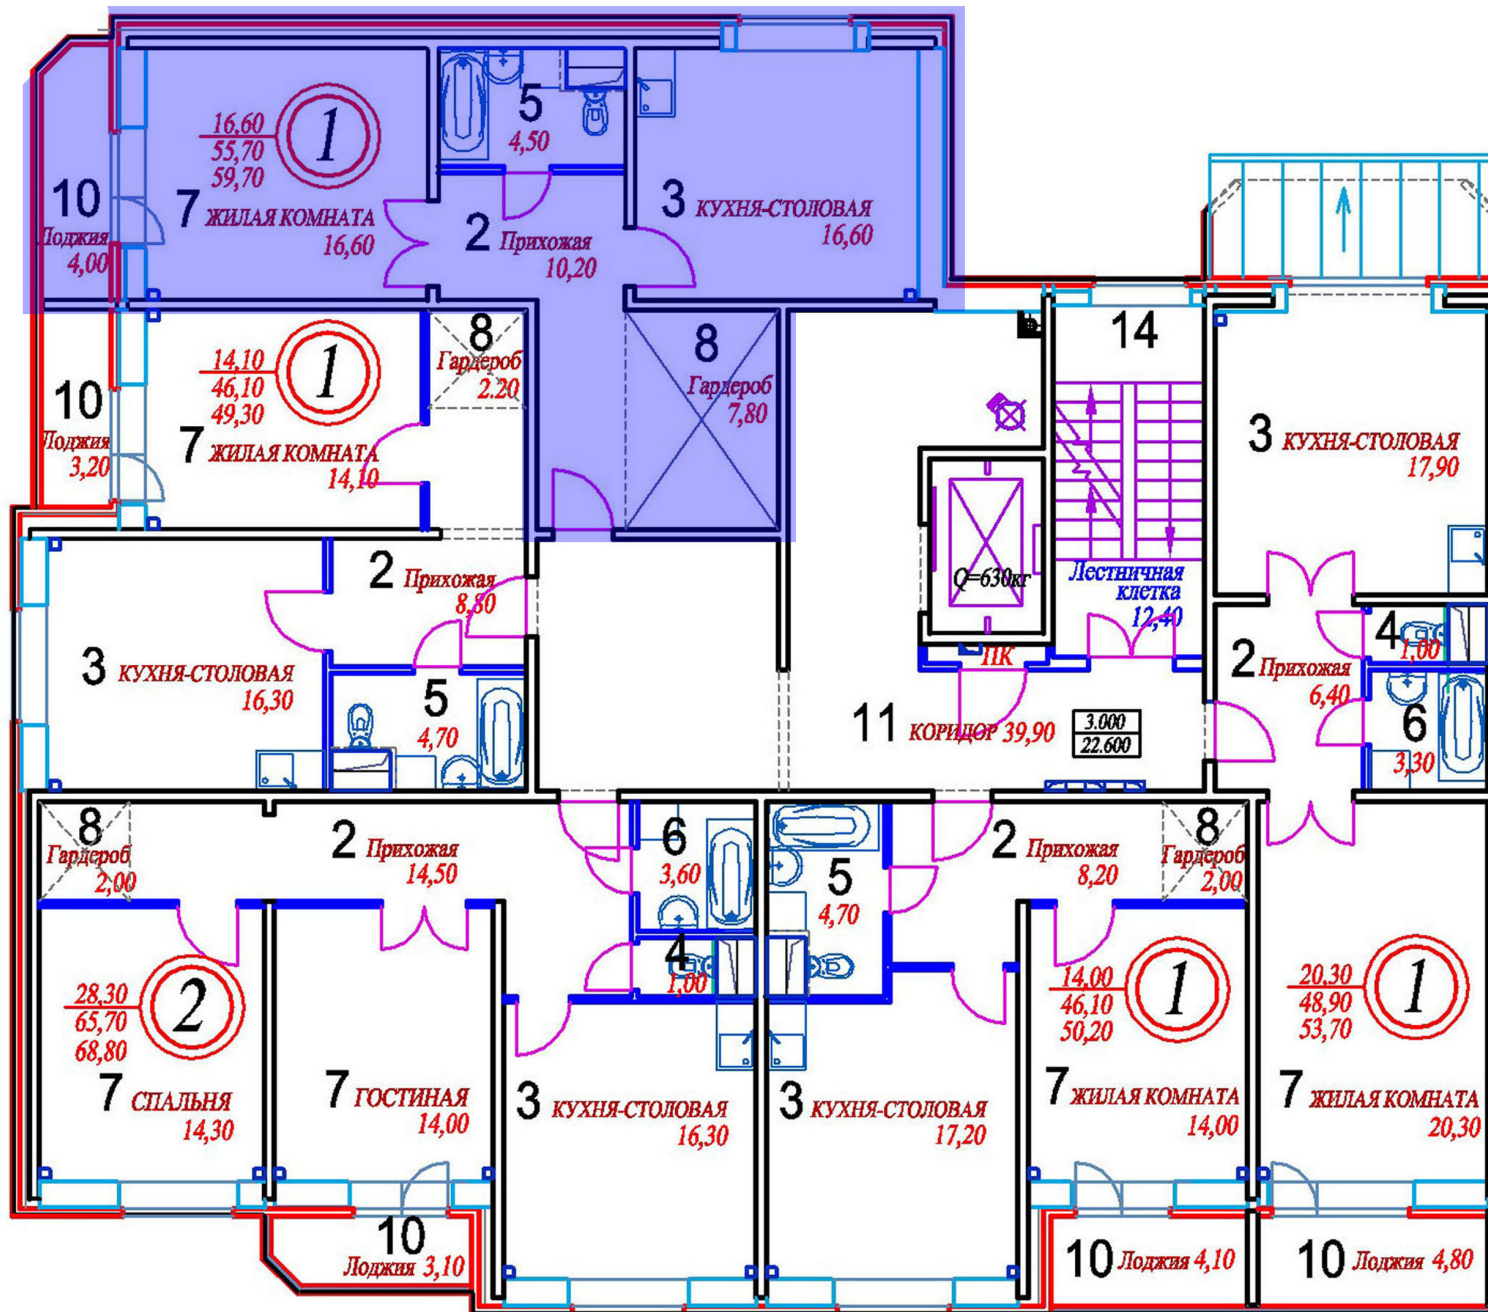 16,60
55,70
59,70
1
5
4,50
10
Лоджия
4,00
7 ЖИЛАЯ КОМНАТА
16,60
2 Прихожая
10,20
3 КУХНЯ-СТОЛОВАЯ
16,60
14,10
46,10
49,30
1
8
Гардероб
2.20
8
Гардероб
7,80
14
10
Лоджия
3,20
7 ЖИЛАЯ КОМНАТА
14,10
3 КУХНЯ-СТОЛОВАЯ
17,90
2 Прихожая
8,80
Q=630кг
Лестничная
клетка
12,40
3 КУХНЯ-СТОЛОВАЯ
16,30
5
4,70
ПК
11 КОРИДОР 39,90
3.000
22.600
2 Прихожая
6,40
4
1,00
6
3,30
8
Гардероб
2,00
2 Прихожая
14,50
6
3,60
4
1,00
5
4,70
2 Прихожая
8,20
8
Гардероб
2,00
28,30
65,70
68,80
2
14,00
46,10
50,20
1
20.30
48,90
53,70
1
7 СПАЛЬНЯ
14,30
7 ГОСТИНАЯ
14,00
3 КУХНЯ-СТОЛОВАЯ
16,30
3 КУХНЯ-СТОЛОВАЯ
17,20
7 ЖИЛАЯ КОМНАТА
14,00
7 ЖИЛАЯ КОМНАТА
20,30
10
Лоджия 3,10
10 Лоджия 4,10
10 Лоджия 4,80